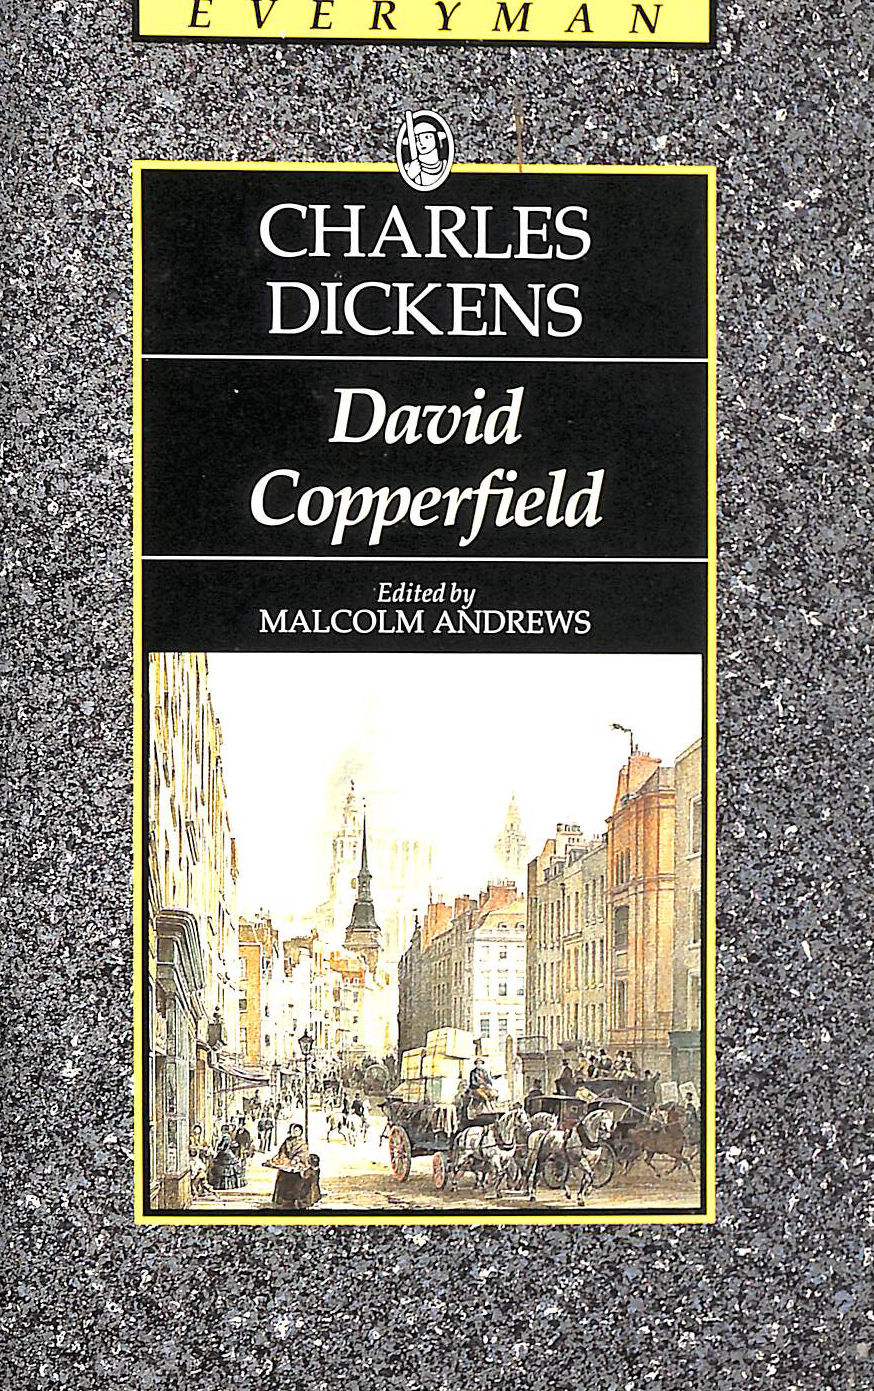 EVERYMAN
CHARLES
DICKENS
David
Copperfield
Edited by
MALCOLM ANDREWS